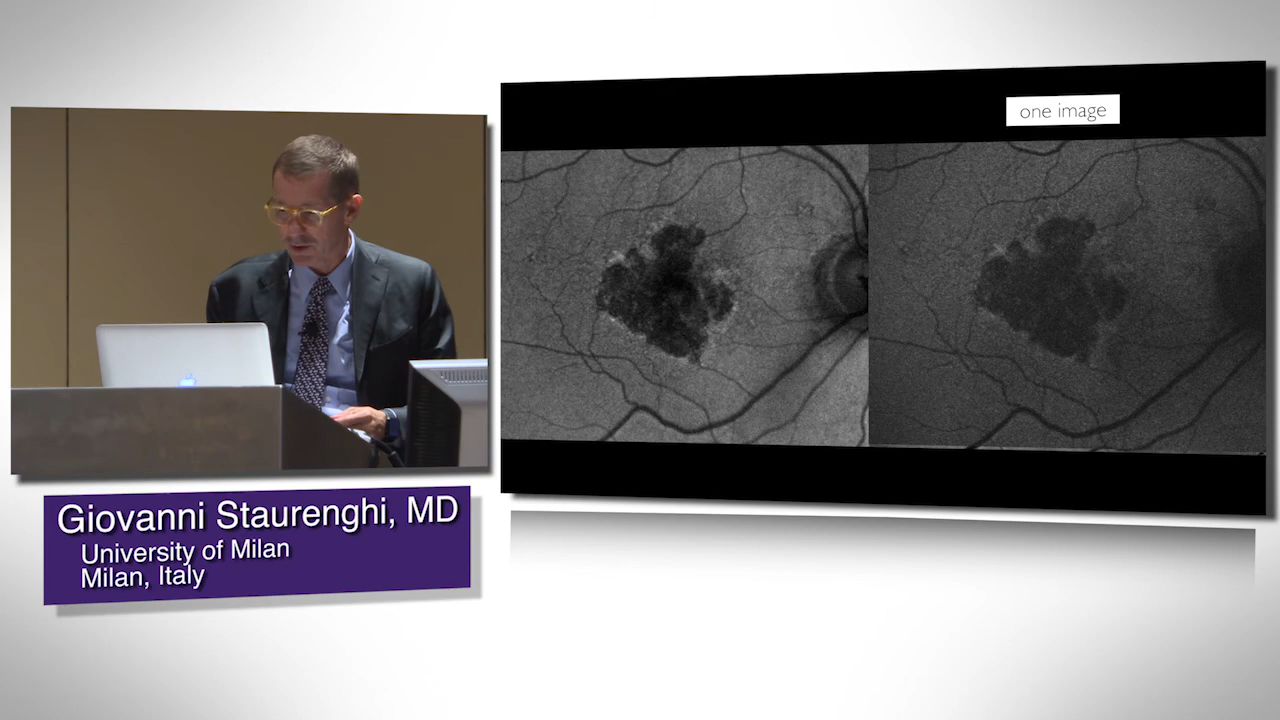 one image
Giovanni Staurenghi, MD
University of Milan
Milan, Italy